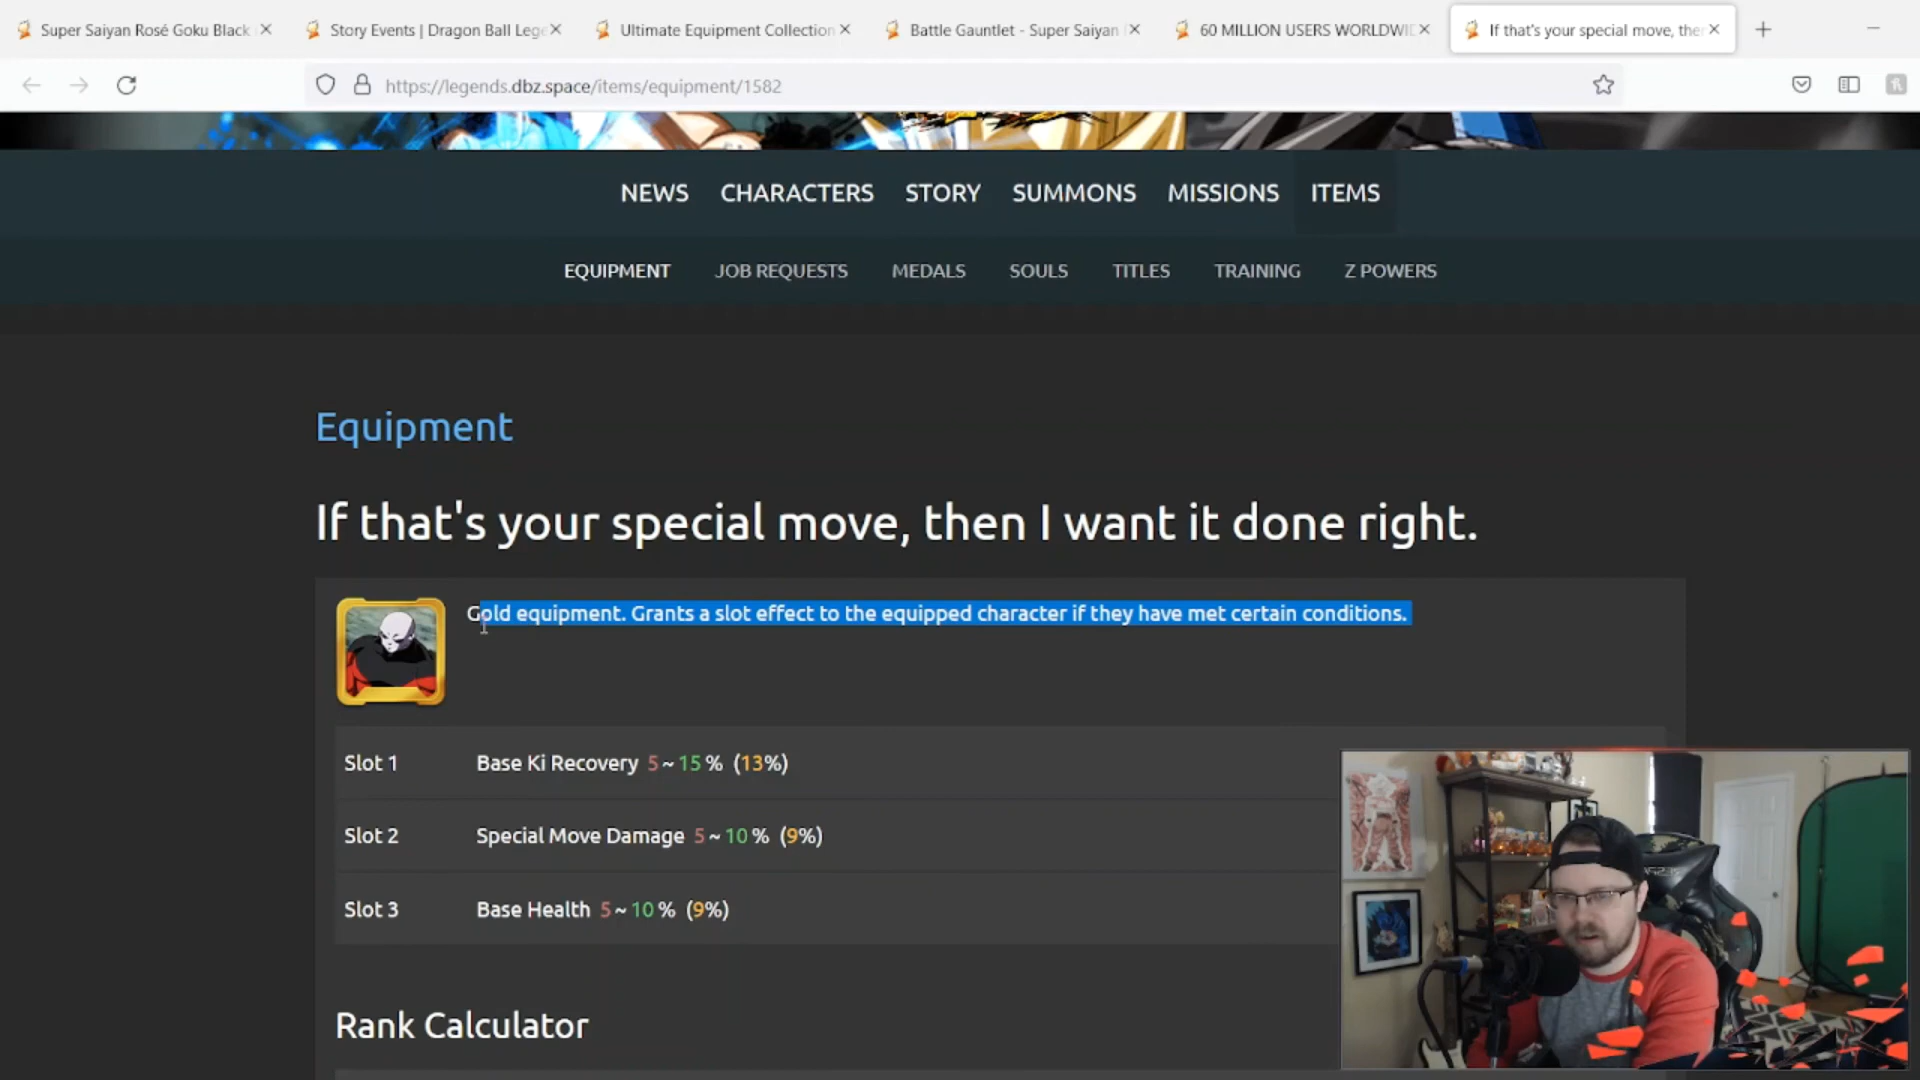 Super Saiyan Rosé Goku Black
Story Events | Dragon Ball Lege
Ultimate Equipment Collection
Battle Gauntlet - Super Saiyan
60 MILLION USERS WORLDWI
If that's your special move, the
https://legends.dbz.space/items/equipment/1582
NEWS CHARACTERS STORY SUMMONS MISSIONS ITEMS
EQUIPMENT JOB REQUESTS MEDALS SOULS TITLES TRAINING Z POWERS
Equipment
If that's your special move, then I want it done right.
Gold equipment. Grants a slot effect to the equipped character if they have met certain conditions.
Slot 1 Base Ki Recovery 5 ~ 15 % (13%)
Slot 2 Special Move Damage 5 ~ 10 % (9%)
Slot 3 Base Health 5 ~ 10 % (9%)
Rank Calculator